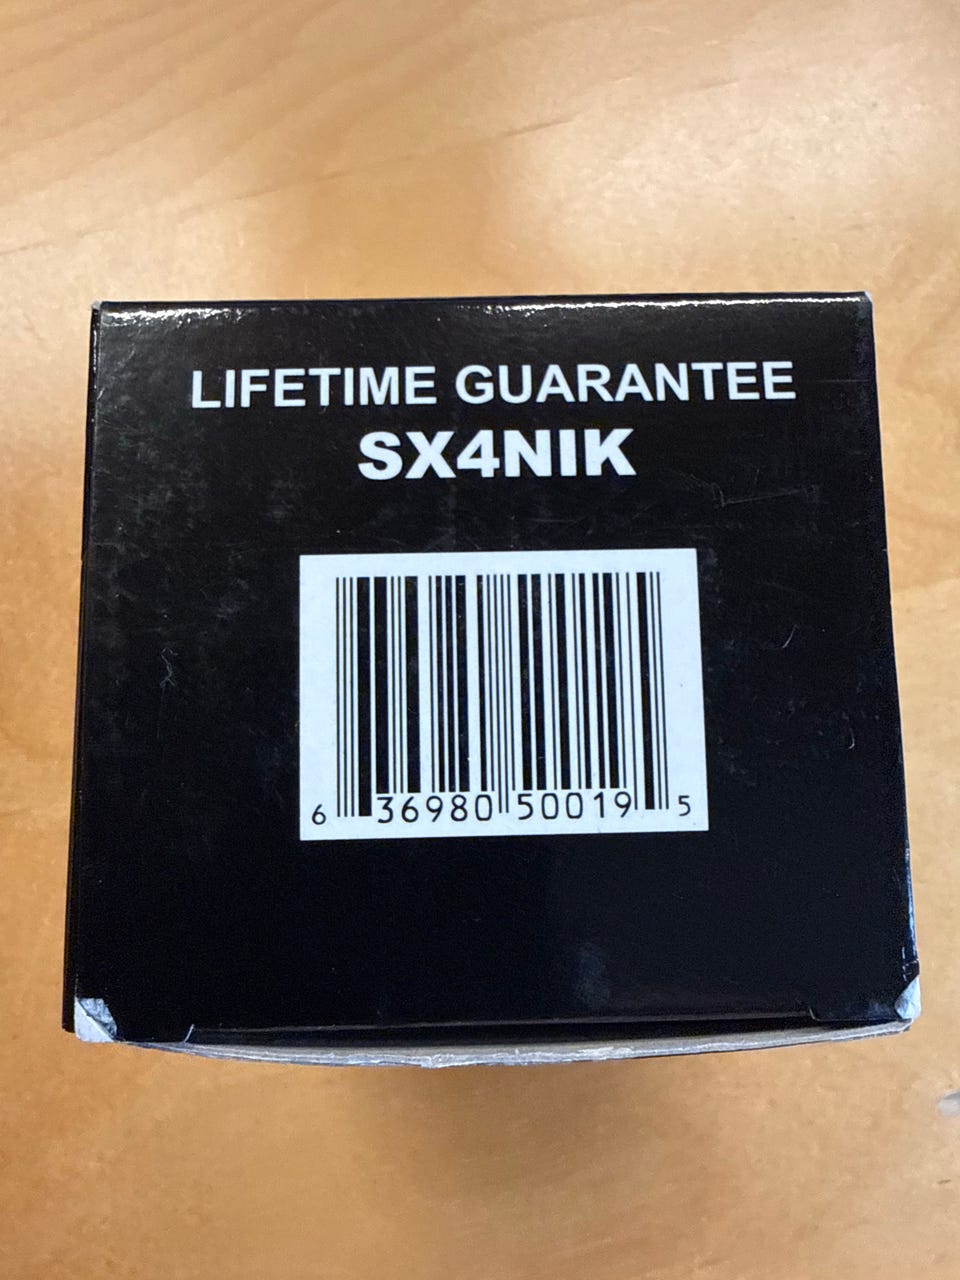 LIFETIME GUARANTEE
SX4NIK
6 36980 50019 5